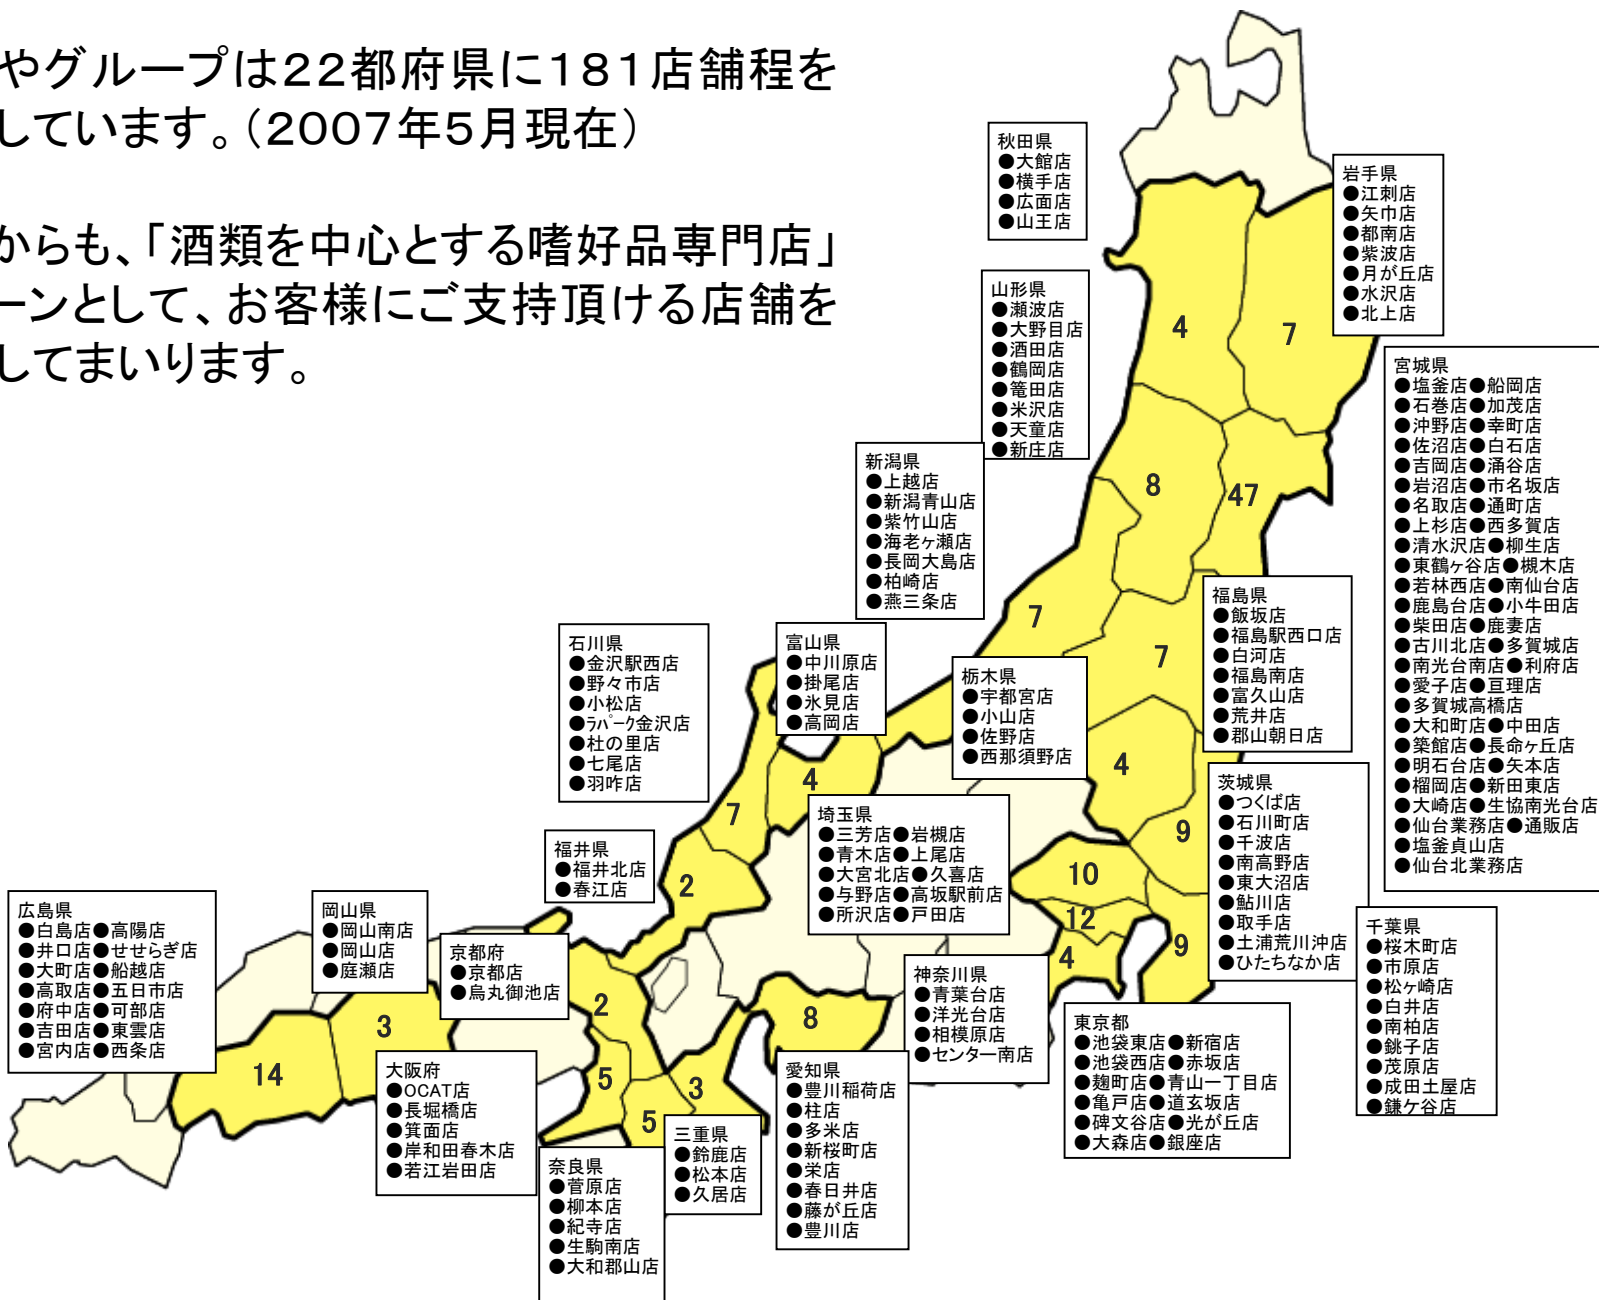 やグループは２２都府県に１８１店舗程を
しています。（２００７年５月現在）
からも、「酒類を中心とする嗜好品専門店」
ーンとして、お客様にご支持頂ける店舗を
してまいります。
秋田県
●大館店
●横手店
●広面店
●山王店
岩手県
●江刺店
●矢巾店
●都南店
●紫波店
●月が丘店
●水沢店
●北上店
山形県
●瀬波店
●大野目店
●酒田店
●鶴岡店
●篭田店
●米沢店
●天童店
●新庄店
宮城県
●塩釜店●船岡店
●石巻店●加茂店
●沖野店●幸町店
●佐沼店●白石店
●吉岡店●涌谷店
●岩沼店●市名坂店
●名取店●通町店
●上杉店●西多賀店
●清水沢店●柳生店
●東鶴ヶ谷店●槻木店
●若林西店●南仙台店
●鹿島台店●小牛田店
●柴田店●鹿妻店
●古川北店●多賀城店
●南光台南店●利府店
●愛子店●亘理店
●多賀城高橋店
●大和町店●中田店
●築館店●長命ヶ丘店
●明石台店●矢本店
●榴岡店●新田東店
●大崎店●生協南光台店
●仙台業務店●通販店
●塩釜貞山店
●仙台北業務店
新潟県
●上越店
●新潟青山店
●紫竹山店
●海老ヶ瀬店
●長岡大島店
●柏崎店
●燕三条店
福島県
●飯坂店
●福島駅西口店
●白河店
●福島南店
●富久山店
●荒井店
●郡山朝日店
石川県
●金沢駅西店
●野々市店
●小松店
●ﾗﾊﾟｰｸ金沢店
●杜の里店
●七尾店
●羽咋店
富山県
●中川原店
●掛尾店
●氷見店
●高岡店
栃木県
●宇都宮店
●小山店
●佐野店
●西那須野店
茨城県
●つくば店
●石川町店
●千波店
●南高野店
●東大沼店
●鮎川店
●取手店
●土浦荒川沖店
●ひたちなか店
埼玉県
●三芳店●岩槻店
●青木店●上尾店
●大宮北店●久喜店
●与野店●高坂駅前店
●所沢店●戸田店
福井県
●福井北店
●春江店
広島県
●白島店●高陽店
●井口店●せせらぎ店
●大町店●船越店
●高取店●五日市店
●府中店●可部店
●吉田店●東雲店
●宮内店●西条店
岡山県
●岡山南店
●岡山店
●庭瀬店
京都府
●京都店
●烏丸御池店
神奈川県
●青葉台店
●洋光台店
●相模原店
●センター南店
千葉県
●桜木町店
●市原店
●松ヶ崎店
●白井店
●南柏店
●銚子店
●茂原店
●成田土屋店
●鎌ケ谷店
東京都
●池袋東店●新宿店
●池袋西店●赤坂店
●麹町店●青山一丁目店
●亀戸店●道玄坂店
●碑文谷店●光が丘店
●大森店●銀座店
大阪府
●OCAT店
●長堀橋店
●箕面店
●岸和田春木店
●若江岩田店
愛知県
●豊川稲荷店
●柱店
●多米店
●新桜町店
●栄店
●春日井店
●藤が丘店
●豊川店
三重県
●鈴鹿店
●松本店
●久居店
奈良県
●菅原店
●柳本店
●紀寺店
●生駒南店
●大和郡山店
4
7
8
47
7
7
4
4
7
9
10
2
12
4
9
2
8
3
14
5
3
5